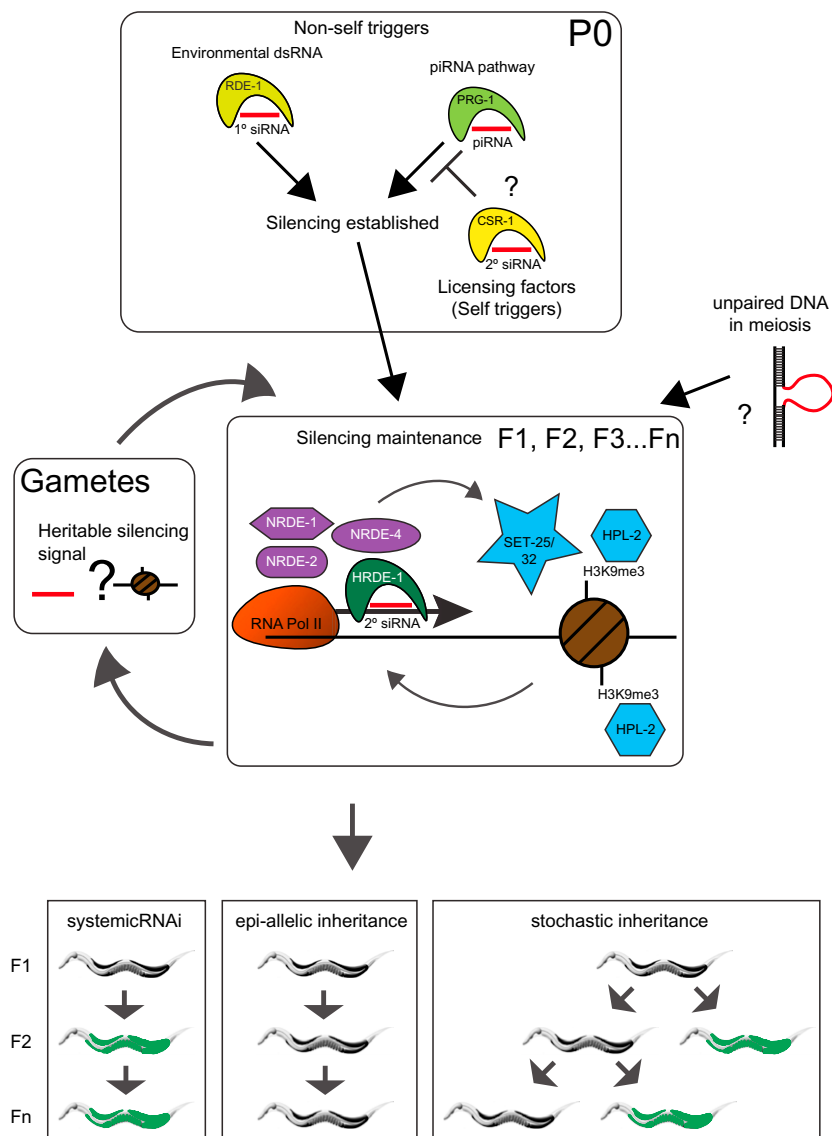 Non-self triggers
P0
Environmental dsRNA
piRNA pathway
RDE-1
1º siRNA
PRG-1
piRNA
?
Silencing established
CSR-1
2º siRNA
Licensing factors
(Self triggers)
unpaired DNA
in meiosis
?
Silencing maintenance
F1, F2, F3...Fn
Gametes
Heritable silencing
signal
?
NRDE-1
NRDE-4
NRDE-2
HRDE-1
2º siRNA
RNA Pol II
SET-25/
32
HPL-2
H3K9me3
H3K9me3
HPL-2
systemicRNAi
epi-allelic inheritance
stochastic inheritance
F1
F2
Fn